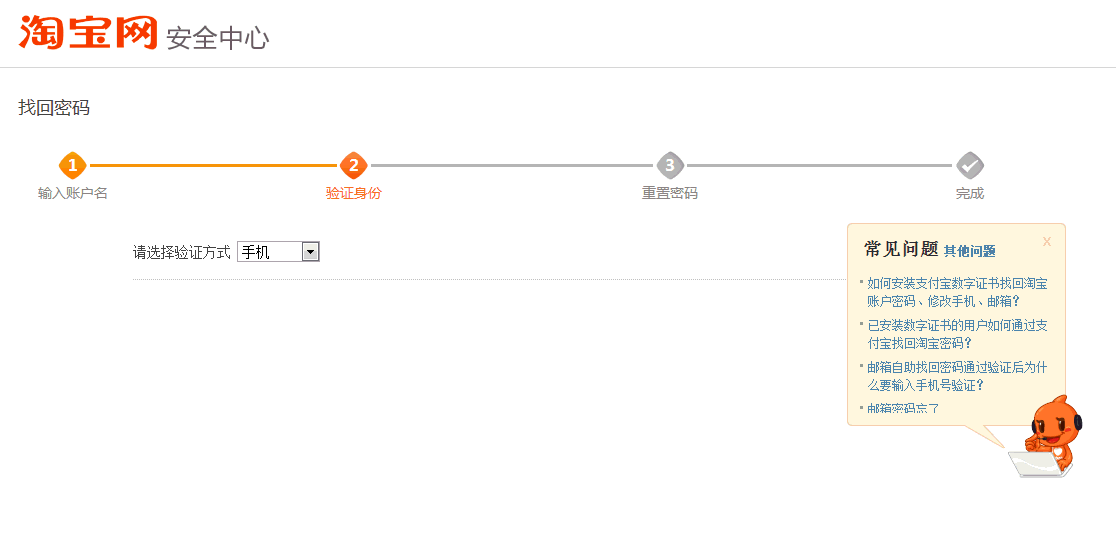 淘宝网 安全中心
找回密码
1 2 3
输入账户名 验证身份 重置密码 完成
请选择验证方式 手机
常见问题 其他问题 x
如何安装支付宝数字证书找回淘宝
账户密码、修改手机、邮箱？
已安装数字证书的用户如何通过支
付宝找回淘宝密码？
邮箱自助找回密码通过验证后为什
么要输入手机号验证？
邮箱密码忘了